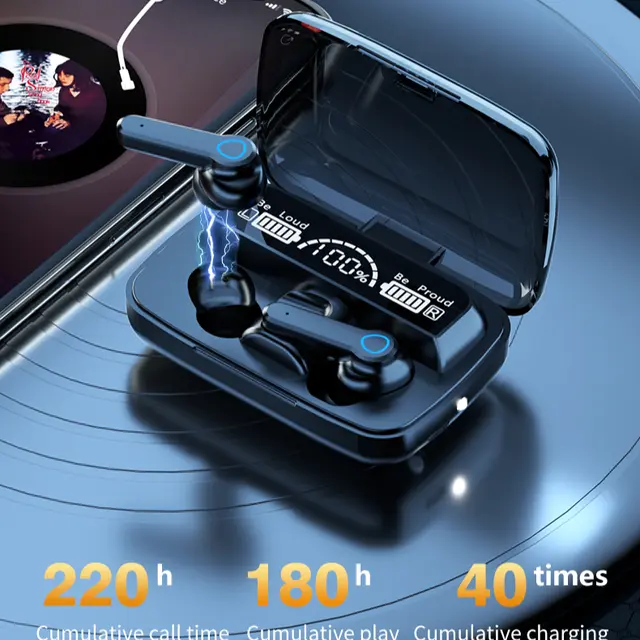 Be Loud
L
100%
Be Proud
R
220 h
180 h
40 times
Cumulative call time
Cumulative play
Cumulative charging